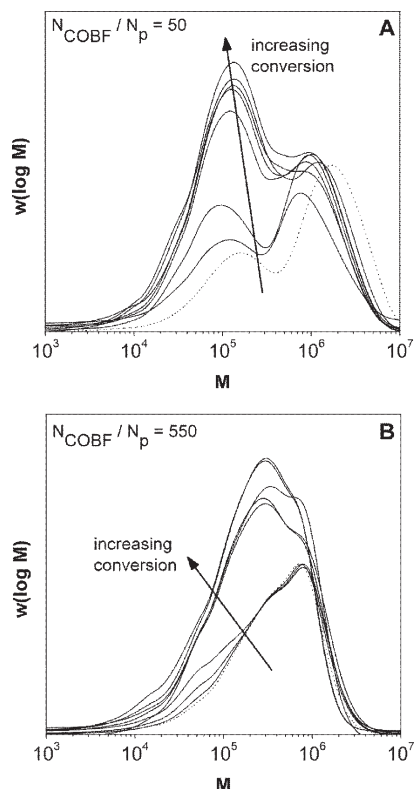 N_COBF / N_p = 50
A
increasing
conversion
w(log M)
10^3 10^4 10^5 10^6 10^7
M
N_COBF / N_p = 550
B
increasing
conversion
w(log M)
10^3 10^4 10^5 10^6 10^7
M